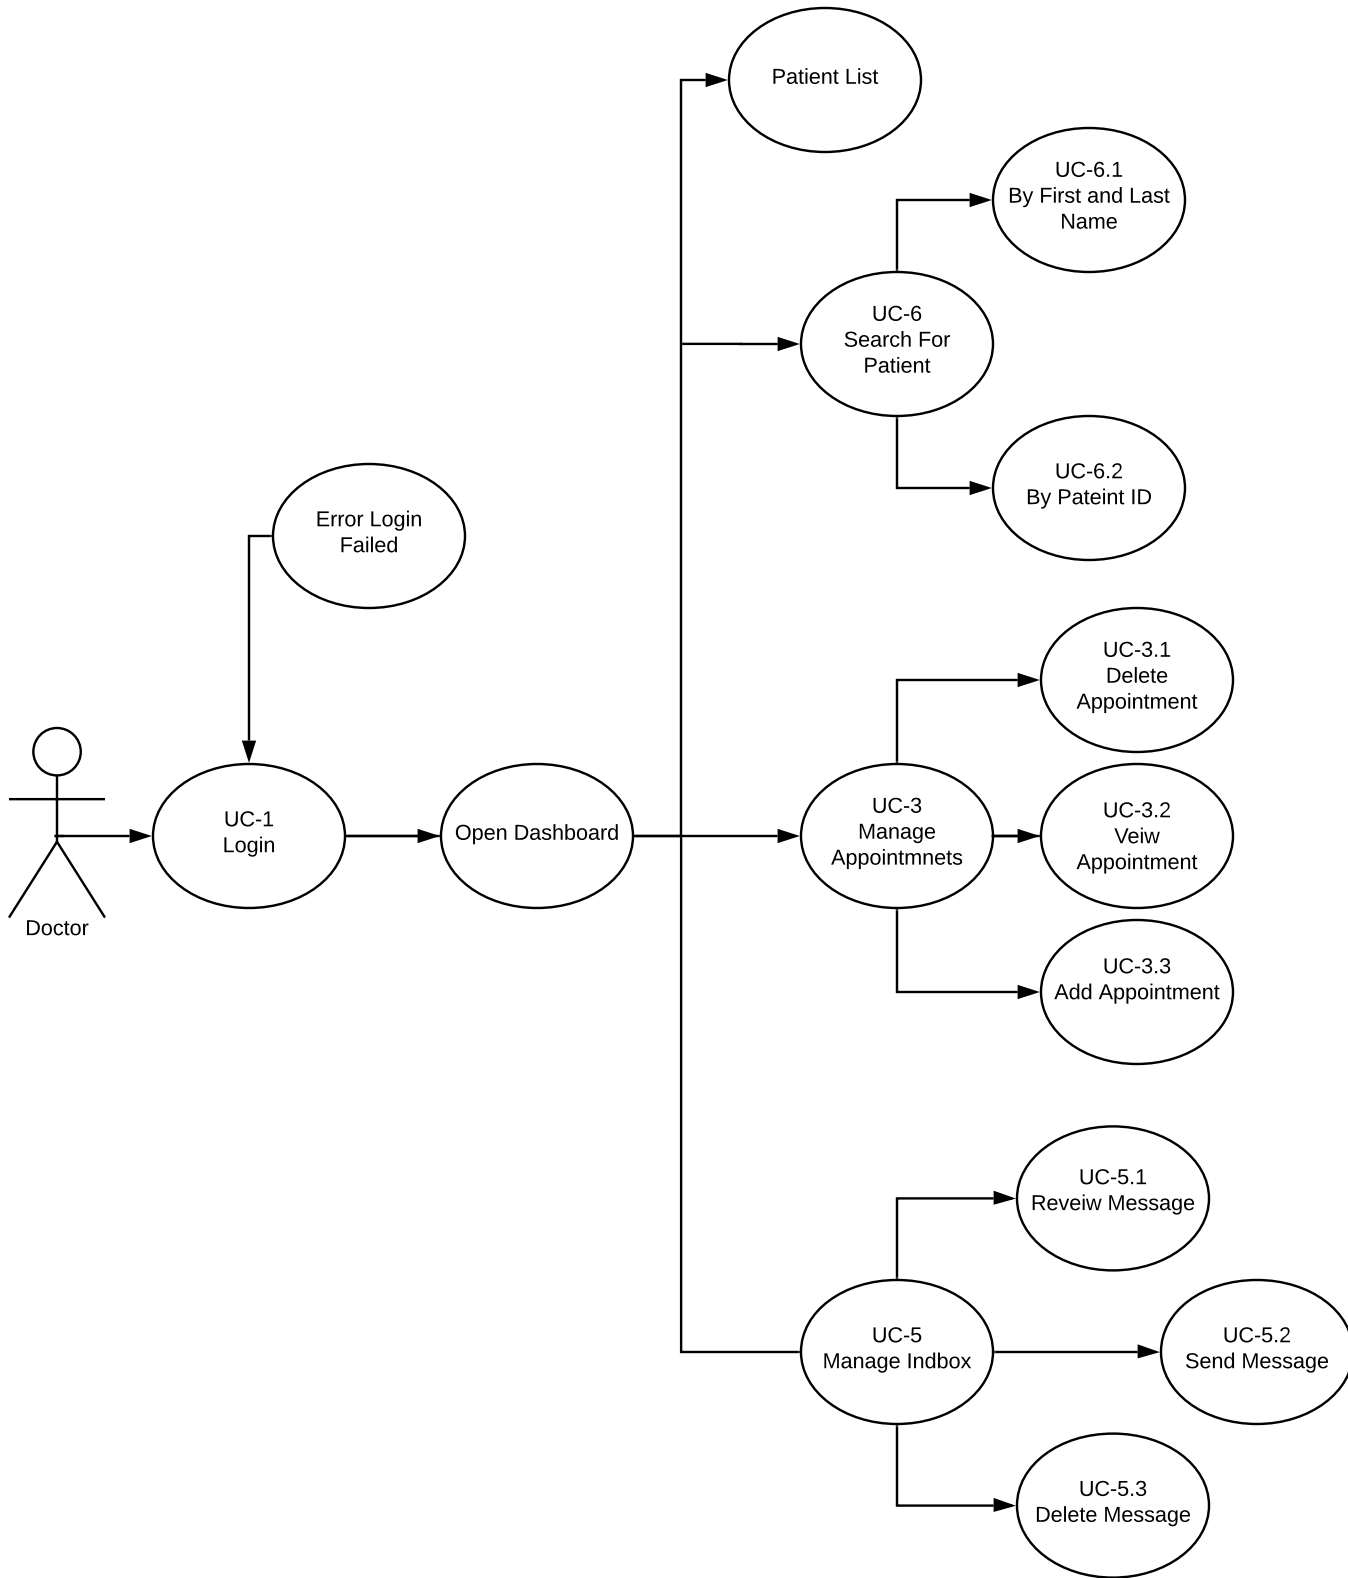 Patient List
UC-6.1
By First and Last
Name
UC-6
Search For
Patient
UC-6.2
By Pateint ID
Error Login
Failed
UC-3.1
Delete
Appointment
UC-1
Login
Open Dashboard
UC-3
Manage
Appointmnets
UC-3.2
Veiw
Appointment
Doctor
UC-3.3
Add Appointment
UC-5.1
Reveiw Message
UC-5
Manage Indbox
UC-5.2
Send Message
UC-5.3
Delete Message